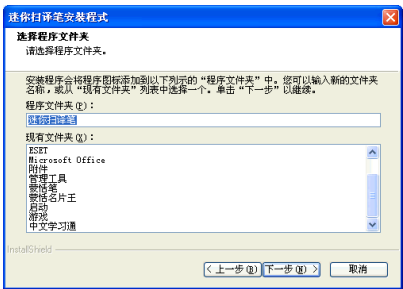 迷你扫译笔安装程式
选择程序文件夹
请选择程序文件夹。
安装程序会将程序图标添加到以下列示的“程序文件夹”中。您可以输入新的文件夹
名称，或从“现有文件夹”列表中选择一个。单击“下一步”以继续。
程序文件夹(P)：
迷你扫译笔
现有文件夹(X)：
ESET
Microsoft Office
附件
管理工具
蒙恬笔
蒙恬名片王
启动
游戏
中文学习通
InstallShield
< 上一步(B) 下一步(N) > 取消